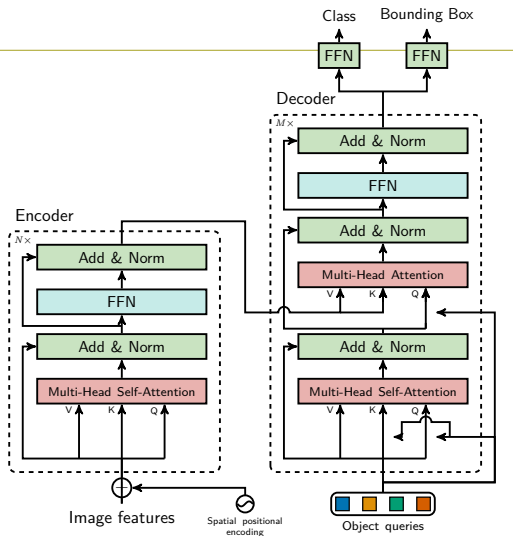 Class
Bounding Box
FFN
FFN
Decoder
M×
Add & Norm
FFN
Add & Norm
Multi-Head Attention
V
K
Q
Add & Norm
Multi-Head Self-Attention
V
K
Q
Object queries
Encoder
N×
Add & Norm
FFN
Add & Norm
Multi-Head Self-Attention
V
K
Q
Image features
Spatial positional
encoding